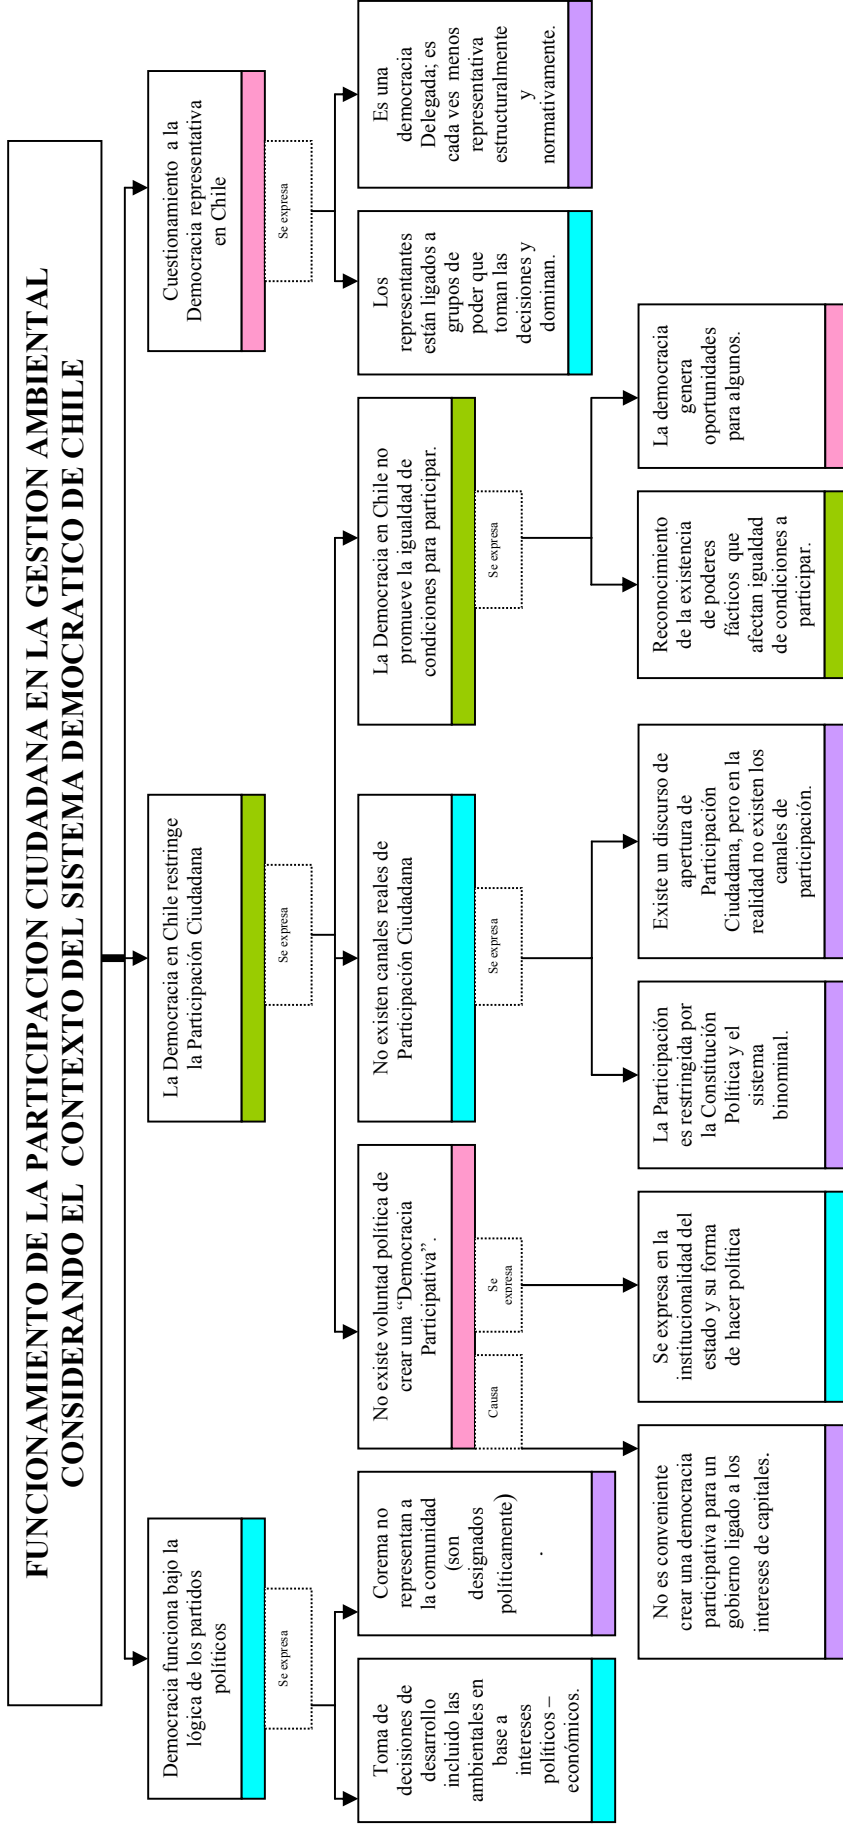 FUNCIONAMIENTO DE LA PARTICIPACION CIUDADANA EN LA GESTION AMBIENTAL
CONSIDERANDO EL CONTEXTO DEL SISTEMA DEMOCRATICO DE CHILE
Democracia funciona bajo la
lógica de los partidos
políticos
Se expresa
La Democracia en Chile restringe
la Participación Ciudadana
Se expresa
Cuestionamiento a la
Democracia representativa
en Chile
Se expresa
Toma de
decisiones de
desarrollo
incluido las
ambientales en
base a
intereses
políticos –
económicos.
Corema no
representan a
la comunidad
(son
designados
políticamente)
.
No existe voluntad política de
crear una “Democracia
Participativa”.
Causa
Se
expresa
No existen canales reales de
Participación Ciudadana
Se expresa
La Democracia en Chile no
promueve la igualdad de
condiciones para participar.
Se expresa
Los
representantes
están ligados a
grupos de
poder que
toman las
decisiones y
dominan.
Es una
democracia
Delegada; es
cada ves menos
representativa
estructuralmente
y
normativamente.
No es conveniente
crear una democracia
participativa para un
gobierno ligado a los
intereses de capitales.
Se expresa en la
institucionalidad del
estado y su forma
de hacer política
La Participación
es restringida por
la Constitución
Política y el
sistema
binominal.
Existe un discurso de
apertura de
Participación
Ciudadana, pero en la
realidad no existen los
canales de
participación.
Reconocimiento
de la existencia
de poderes
fácticos que
afectan igualdad
de condiciones a
participar.
La democracia
genera
oportunidades
para algunos.